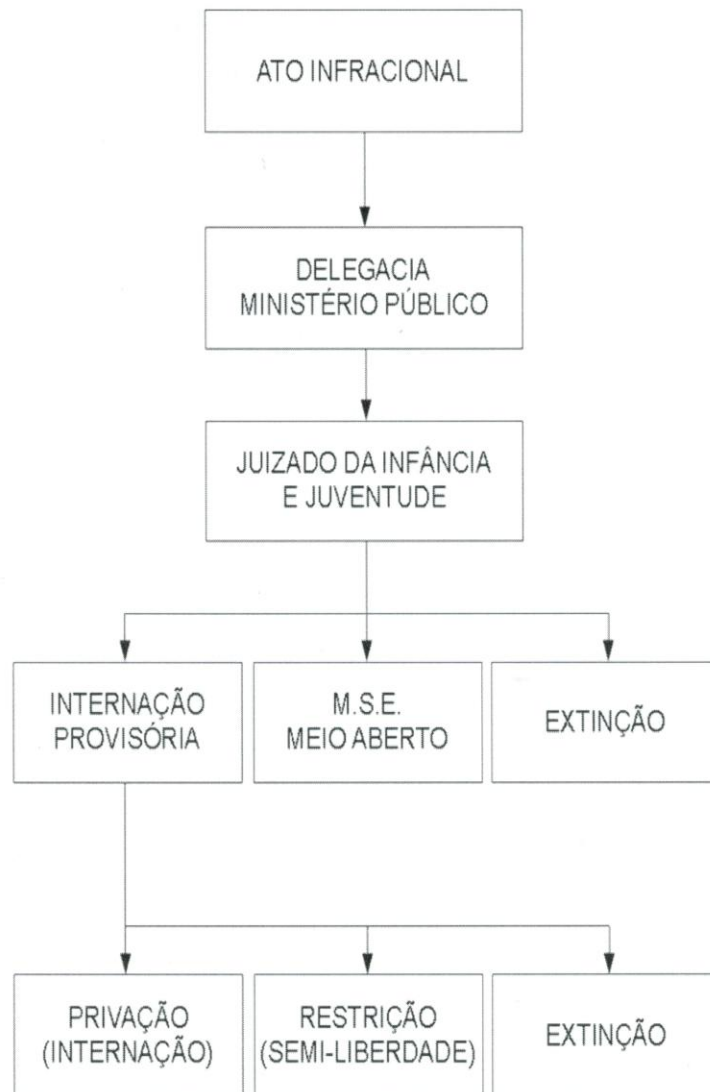 ATO INFRACIONAL
DELEGACIA
MINISTÉRIO PÚBLICO
JUIZADO DA INFÂNCIA
E JUVENTUDE
INTERNAÇÃO
PROVISÓRIA
M.S.E.
MEIO ABERTO
EXTINÇÃO
PRIVAÇÃO
(INTERNAÇÃO)
RESTRIÇÃO
(SEMI-LIBERDADE)
EXTINÇÃO